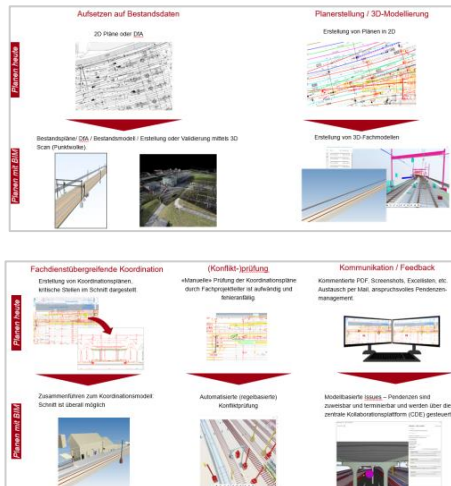 Aufsetzen auf Bestandsdaten
Planerstellung / 3D-Modellierung
Planen heute
2D Pläne oder DfA
Erstellung von Plänen in 2D
Planen mit BIM
Bestandspläne/ DfA / Bestandsmodell / Erstellung oder Validierung mittels 3D
Scan (Punktwolke).
Erstellung von 3D-Fachmodellen.
Fachdienstübergreifende Koordination
(Konflikt-)prüfung
Kommunikation / Feedback
Planen heute
Erstellung von Koordinationsplänen,
kritische Stellen im Schnitt dargestellt.
«Manuelle» Prüfung der Koordinationspläne
durch Fachprojektleiter ist aufwändig und
fehleranfällig.
Kommentierte PDF, Screenshots, Excellisten, etc.
Austausch per Mail, anspruchsvolles Pendenzen-
management.
Planen mit BIM
Zusammenführen zum Koordinationsmodell
Schnitt ist überall möglich
Automatisierte (regelbasierte)
Konfliktprüfung.
Modelbasierte Issues – Pendenzen sind
zuweisbar und terminierbar und werden über die
zentrale Kollaborationsplattform (CDE) gesteuert